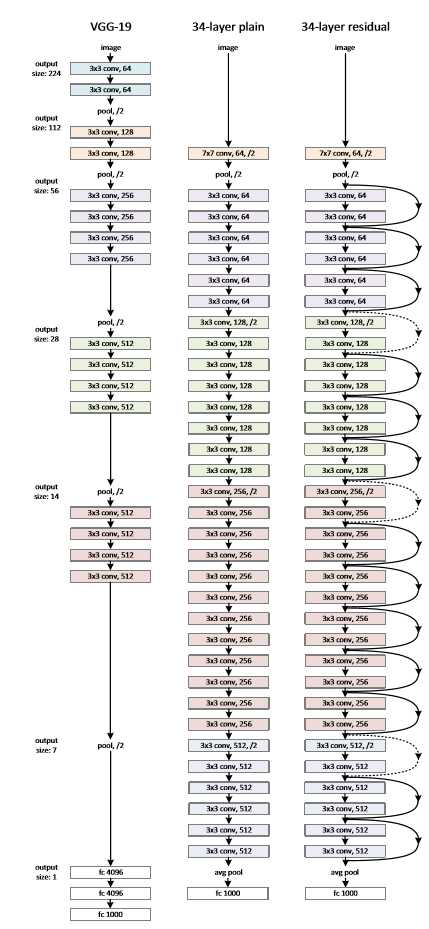 output
size: 224
output
size: 112
output
size: 56
output
size: 28
output
size: 14
output
size: 7
output
size: 1
VGG-19
image
3x3 conv, 64
3x3 conv, 64
pool, /2
3x3 conv, 128
3x3 conv, 128
pool, /2
3x3 conv, 256
3x3 conv, 256
3x3 conv, 256
3x3 conv, 256
pool, /2
3x3 conv, 512
3x3 conv, 512
3x3 conv, 512
3x3 conv, 512
pool, /2
3x3 conv, 512
3x3 conv, 512
3x3 conv, 512
3x3 conv, 512
pool, /2
fc 4096
fc 4096
fc 1000
34-layer plain
image
7x7 conv, 64, /2
pool, /2
3x3 conv, 64
3x3 conv, 64
3x3 conv, 64
3x3 conv, 64
3x3 conv, 64
3x3 conv, 64
3x3 conv, 128, /2
3x3 conv, 128
3x3 conv, 128
3x3 conv, 128
3x3 conv, 128
3x3 conv, 128
3x3 conv, 128
3x3 conv, 128
3x3 conv, 256, /2
3x3 conv, 256
3x3 conv, 256
3x3 conv, 256
3x3 conv, 256
3x3 conv, 256
3x3 conv, 256
3x3 conv, 256
3x3 conv, 256
3x3 conv, 256
3x3 conv, 256
3x3 conv, 256
3x3 conv, 512, /2
3x3 conv, 512
3x3 conv, 512
3x3 conv, 512
3x3 conv, 512
3x3 conv, 512
avg pool
fc 1000
34-layer residual
image
7x7 conv, 64, /2
pool, /2
3x3 conv, 64
3x3 conv, 64
3x3 conv, 64
3x3 conv, 64
3x3 conv, 64
3x3 conv, 64
3x3 conv, 128, /2
3x3 conv, 128
3x3 conv, 128
3x3 conv, 128
3x3 conv, 128
3x3 conv, 128
3x3 conv, 128
3x3 conv, 128
3x3 conv, 256, /2
3x3 conv, 256
3x3 conv, 256
3x3 conv, 256
3x3 conv, 256
3x3 conv, 256
3x3 conv, 256
3x3 conv, 256
3x3 conv, 256
3x3 conv, 256
3x3 conv, 256
3x3 conv, 256
3x3 conv, 512, /2
3x3 conv, 512
3x3 conv, 512
3x3 conv, 512
3x3 conv, 512
3x3 conv, 512
avg pool
fc 1000